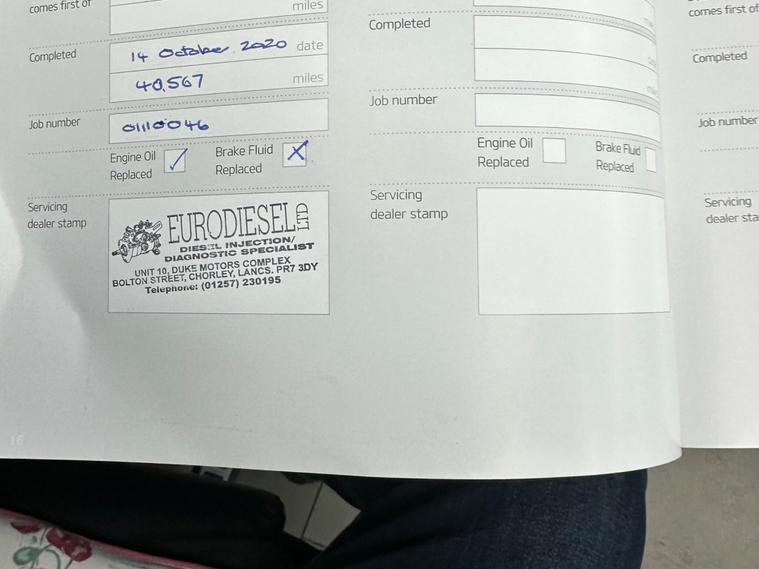 comes first of
miles
Completed
14 October 2020 date
40,567 miles
Job number
01110046
Engine Oil Replaced ✓
Brake Fluid Replaced X
Servicing dealer stamp
EURODIESEL LTD
DIESEL INJECTION/
DIAGNOSTIC SPECIALIST
UNIT 10, DUKE MOTORS COMPLEX
BOLTON STREET, CHORLEY, LANCS. PR7 3DY
Telephone: (01257) 230195
16
Completed
Job number
Engine Oil Replaced
Brake Fluid Replaced
Servicing
dealer stamp
comes first of
Completed
Job number
Servicing
dealer sta